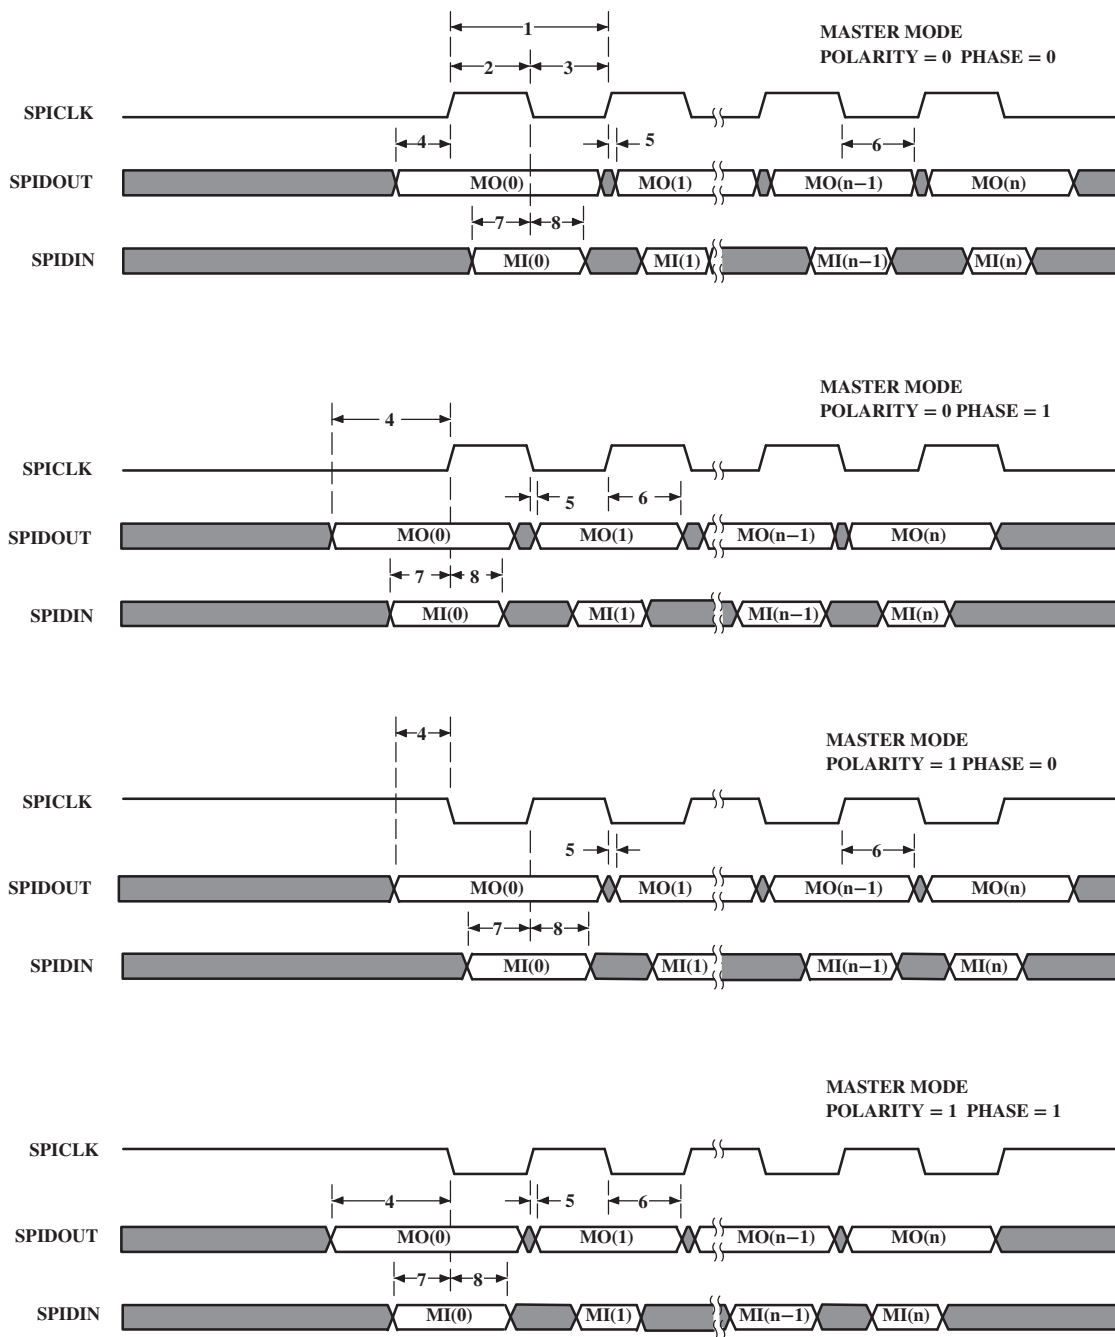 1
MASTER MODE
POLARITY = 0 PHASE = 0
2 3
SPICLK
4 5 6
SPIDOUT MO(0) MO(1) MO(n−1) MO(n)
7 8
SPIDIN MI(0) MI(1) MI(n−1) MI(n)
MASTER MODE
POLARITY = 0 PHASE = 1
4
SPICLK
5 6
SPIDOUT MO(0) MO(1) MO(n−1) MO(n)
7 8
SPIDIN MI(0) MI(1) MI(n−1) MI(n)
4
MASTER MODE
POLARITY = 1 PHASE = 0
SPICLK
5 6
SPIDOUT MO(0) MO(1) MO(n−1) MO(n)
7 8
SPIDIN MI(0) MI(1) MI(n−1) MI(n)
MASTER MODE
POLARITY = 1 PHASE = 1
SPICLK
4 5 6
SPIDOUT MO(0) MO(1) MO(n−1) MO(n)
7 8
SPIDIN MI(0) MI(1) MI(n−1) MI(n)